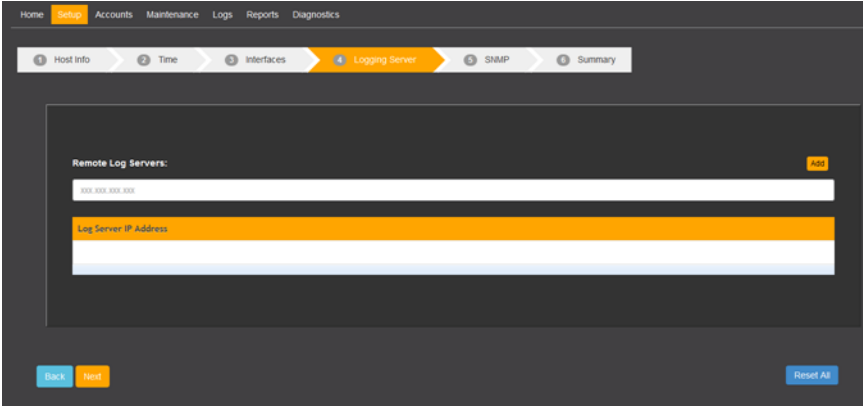 Home Setup Accounts Maintenance Logs Reports Diagnostics
1 Host Info 2 Time 3 Interfaces 4 Logging Server 5 SNMP 6 Summary
Remote Log Servers: Add
xxx.xxx.xxx.xxx
Log Server IP Address
Back Next Reset All